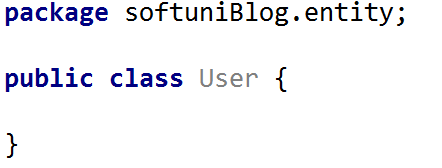 package softuniBlog.entity;
public class User {
}